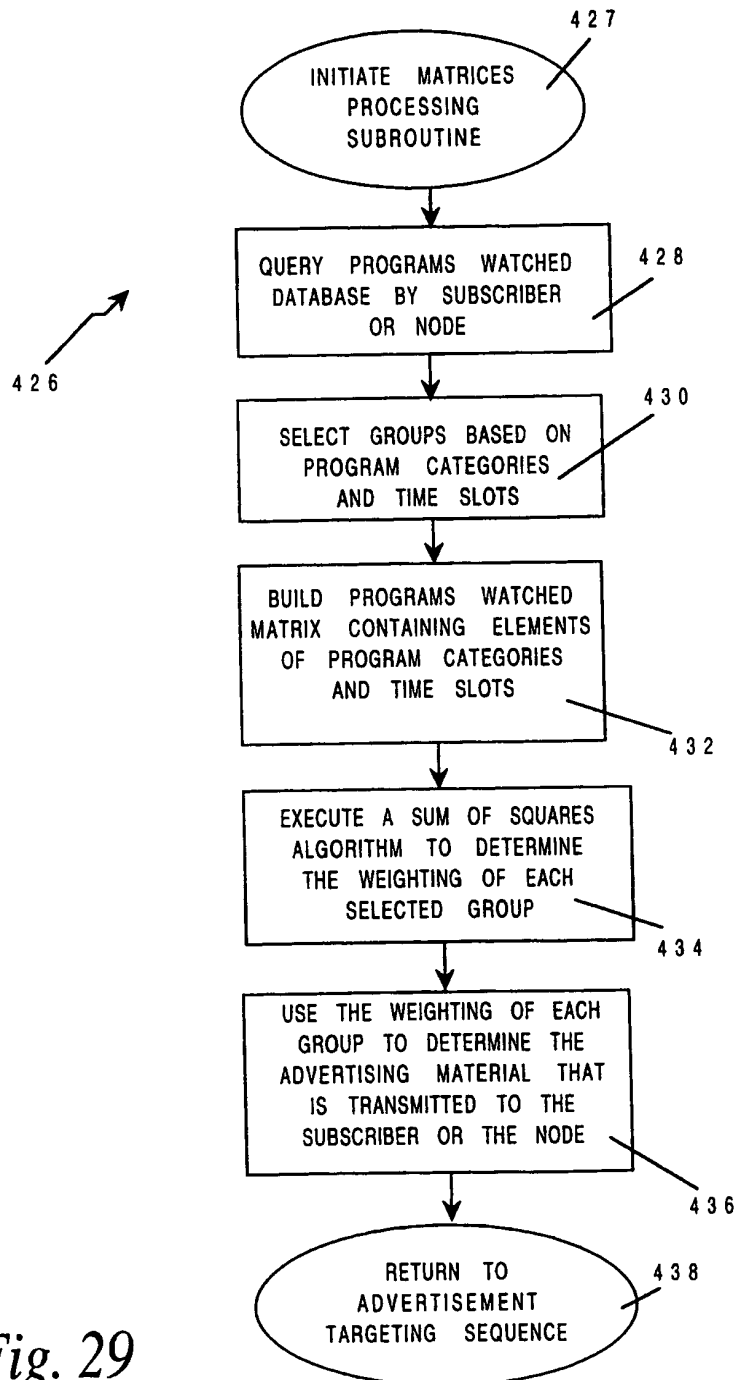 427
INITIATE MATRICES
PROCESSING
SUBROUTINE
QUERY PROGRAMS WATCHED
DATABASE BY SUBSCRIBER
OR NODE
428
426
430
SELECT GROUPS BASED ON
PROGRAM CATEGORIES
AND TIME SLOTS
BUILD PROGRAMS WATCHED
MATRIX CONTAINING ELEMENTS
OF PROGRAM CATEGORIES
AND TIME SLOTS
432
EXECUTE A SUM OF SQUARES
ALGORITHM TO DETERMINE
THE WEIGHTING OF EACH
SELECTED GROUP
434
USE THE WEIGHTING OF EACH
GROUP TO DETERMINE THE
ADVERTISING MATERIAL THAT
IS TRANSMITTED TO THE
SUBSCRIBER OR THE NODE
436
RETURN TO
ADVERTISEMENT
TARGETING SEQUENCE
438
Fig. 29